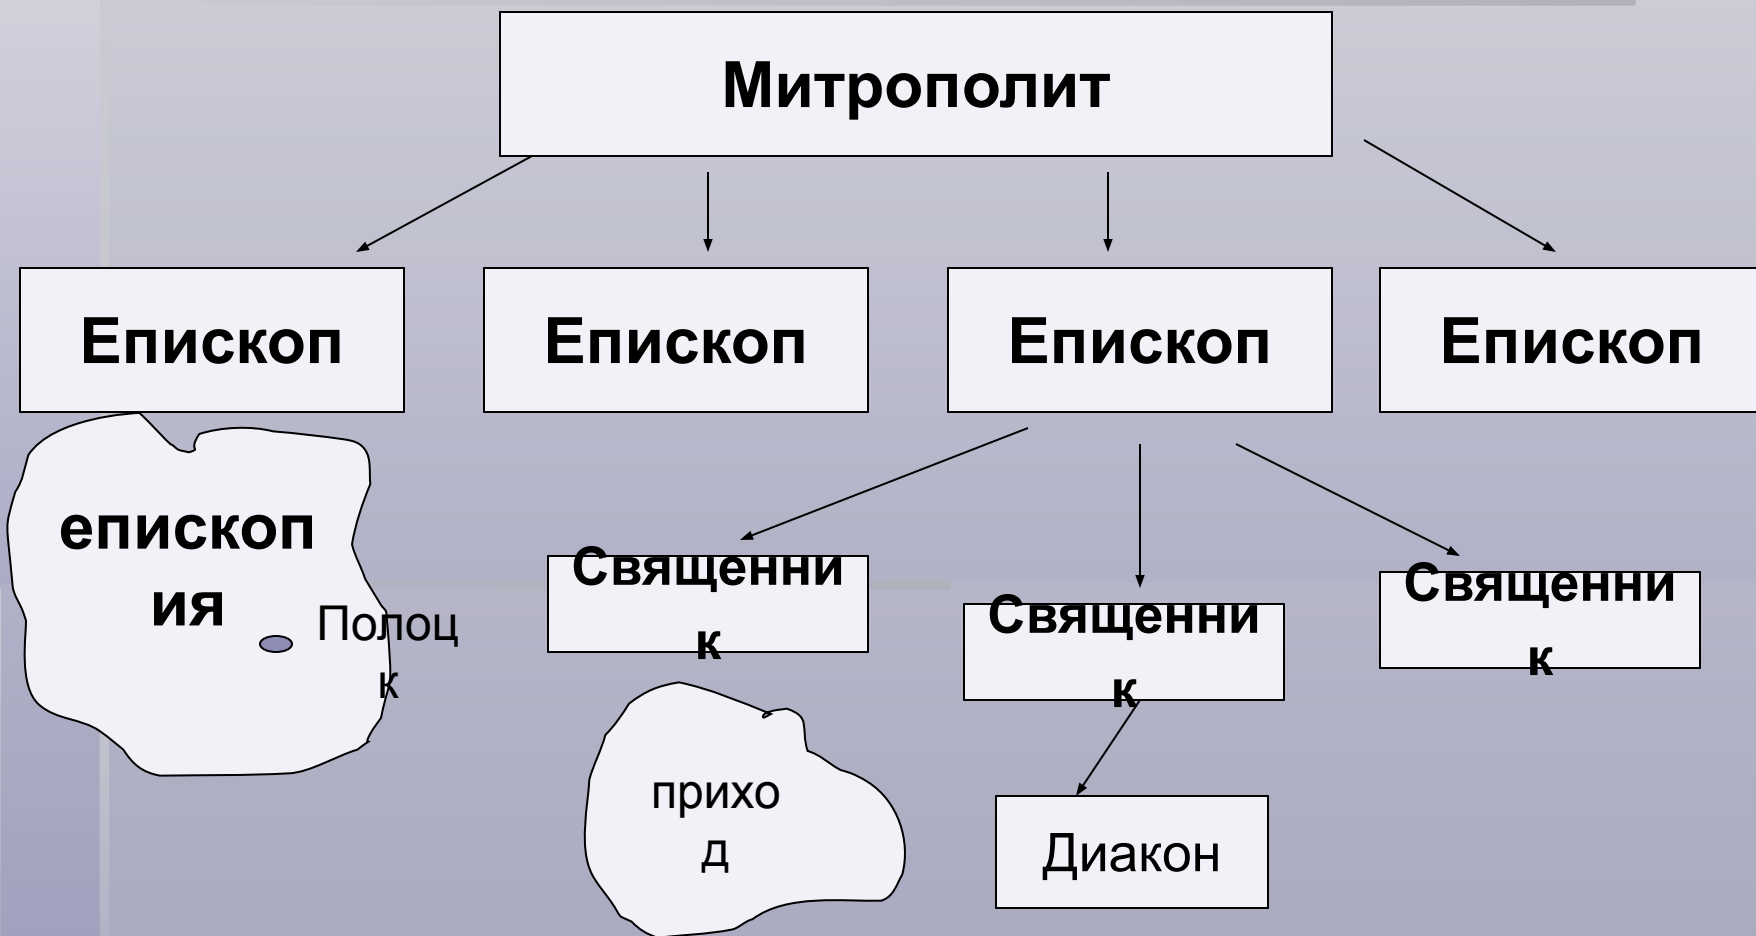 Митрополит
Епископ
Епископ
Епископ
Епископ
епископ
ия
Полоц
к
Священни
к
Священни
к
Священни
к
прихо
д
Диакон